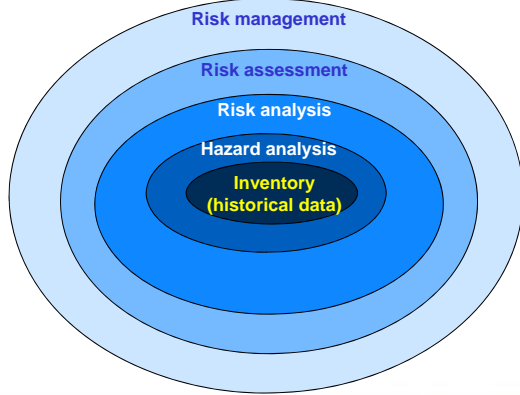 Risk management
Risk assessment
Risk analysis
Hazard analysis
Inventory
(historical data)